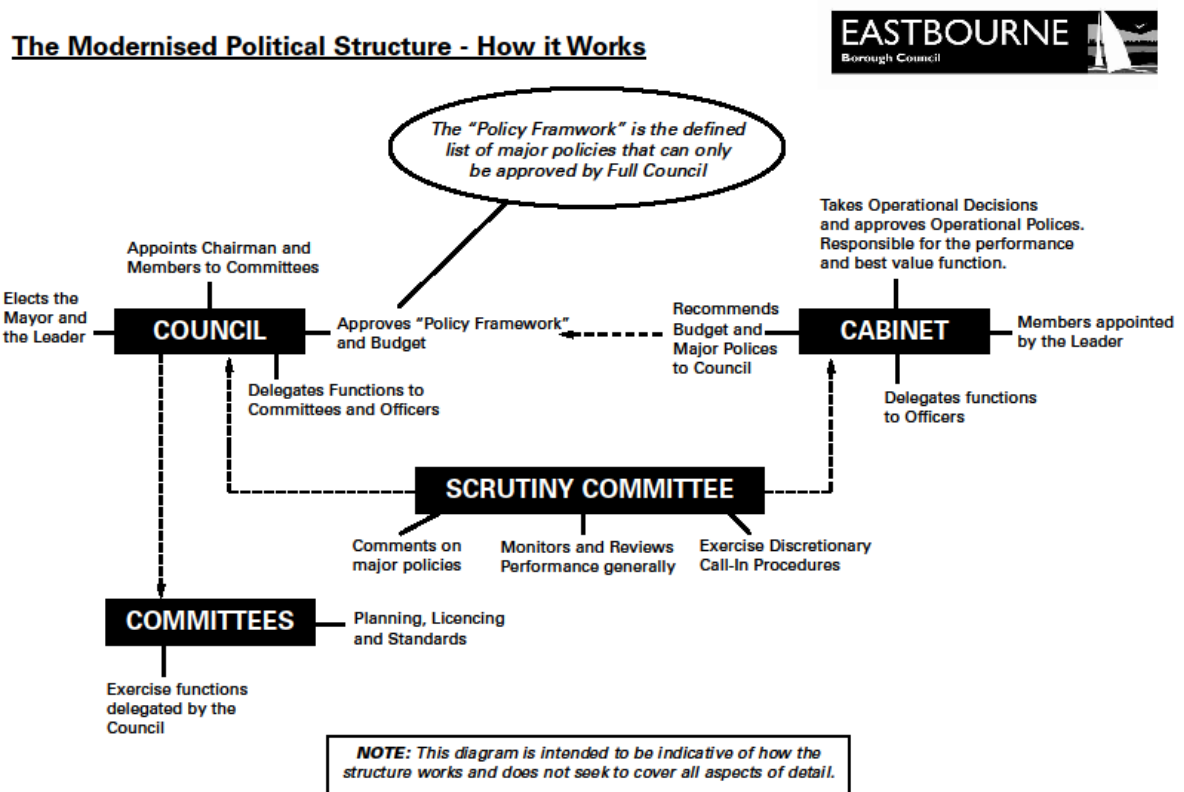 The Modernised Political Structure - How it Works
EASTBOURNE
Borough Council
The “Policy Framwork” is the defined
list of major policies that can only
be approved by Full Council
Takes Operational Decisions
and approves Operational Polices.
Responsible for the performance
and best value function.
Appoints Chairman and
Members to Committees
Elects the
Mayor and
the Leader
COUNCIL
Approves “Policy Framework”
and Budget
Recommends
Budget and
Major Polices
to Council
CABINET
Members appointed
by the Leader
Delegates Functions to
Committees and Officers
Delegates functions
to Officers
SCRUTINY COMMITTEE
Comments on
major policies
Monitors and Reviews
Performance generally
Exercise Discretionary
Call-In Procedures
COMMITTEES
Planning, Licencing
and Standards
Exercise functions
delegated by the
Council
NOTE: This diagram is intended to be indicative of how the
structure works and does not seek to cover all aspects of detail.